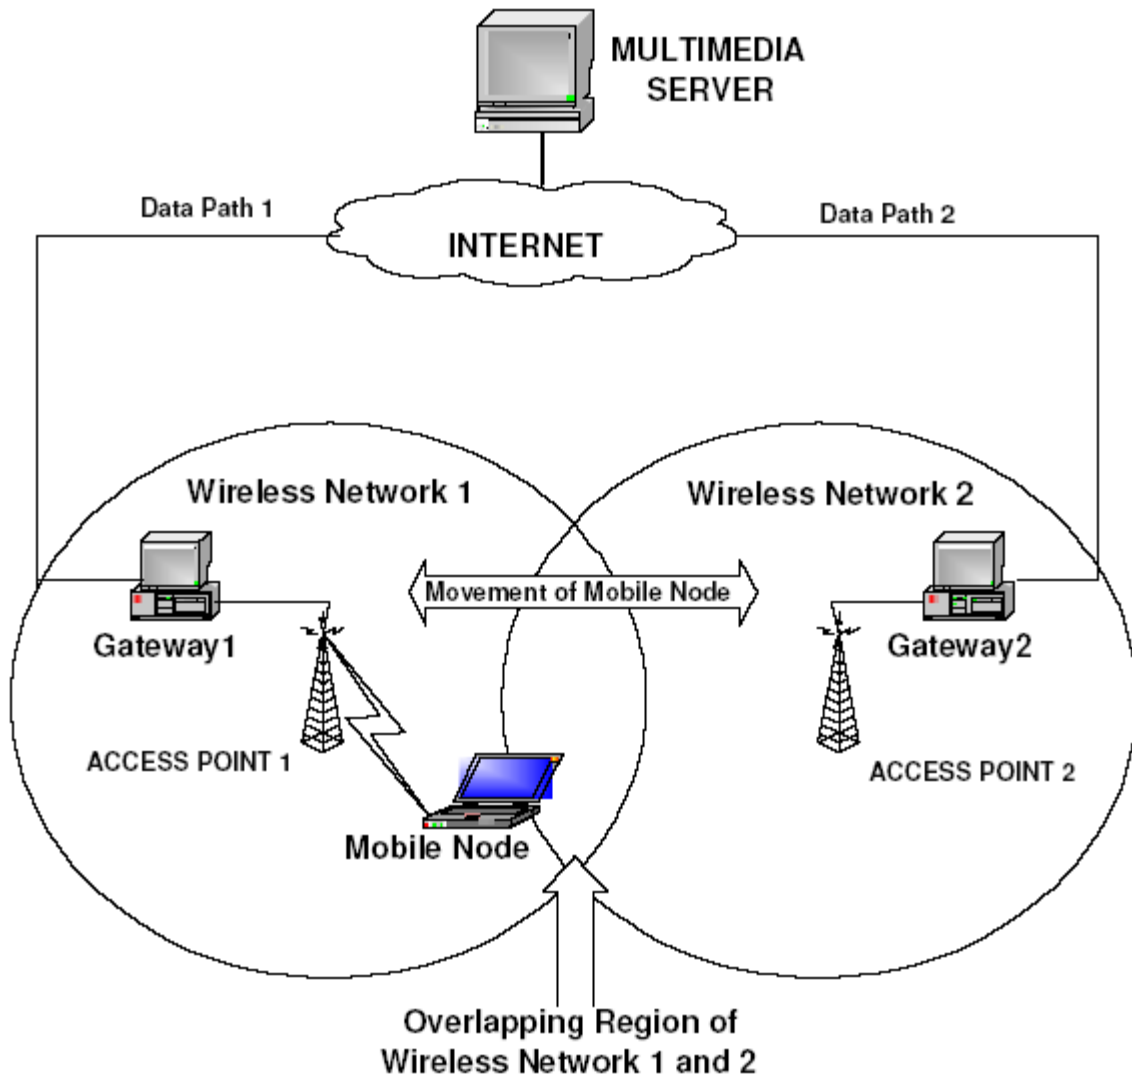 MULTIMEDIA
SERVER
Data Path 1
Data Path 2
INTERNET
Wireless Network 1
Wireless Network 2
Movement of Mobile Node
Gateway1
Gateway2
ACCESS POINT 1
ACCESS POINT 2
Mobile Node
Overlapping Region of
Wireless Network 1 and 2